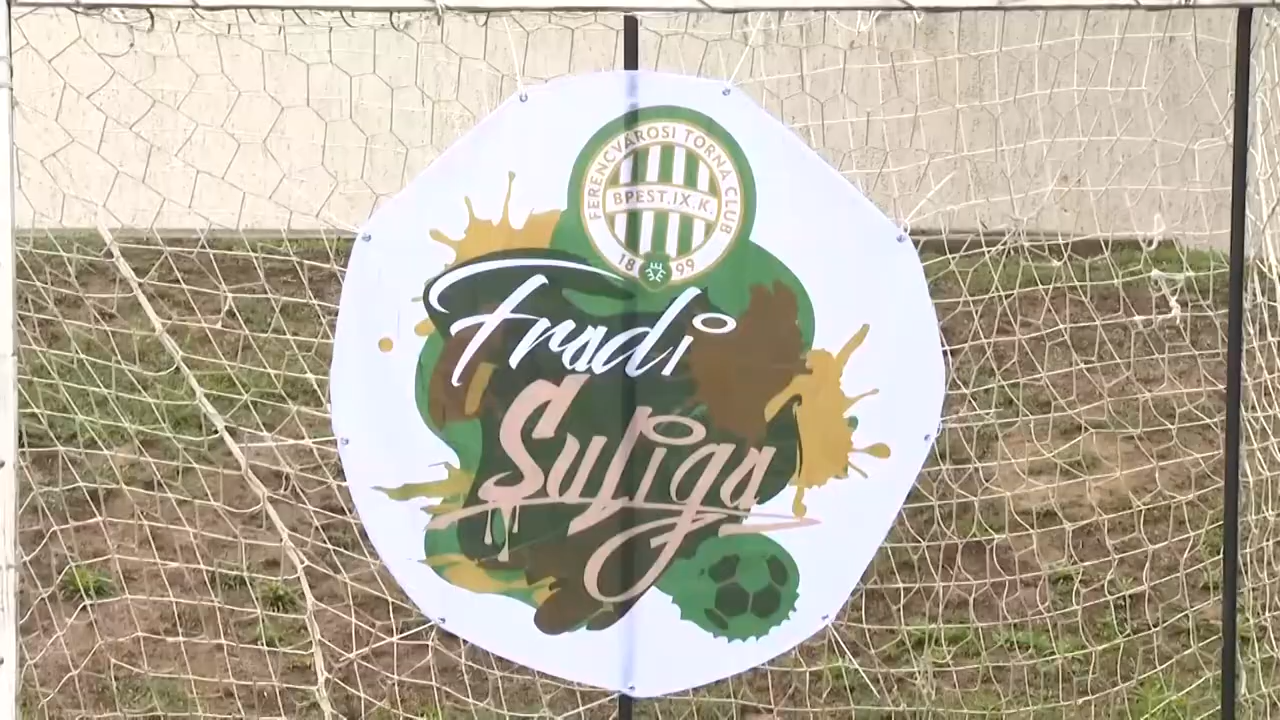 FERENCVÁROSI TORNA CLUB
BPEST.IX.K.
18 99
Fradi
Suliga